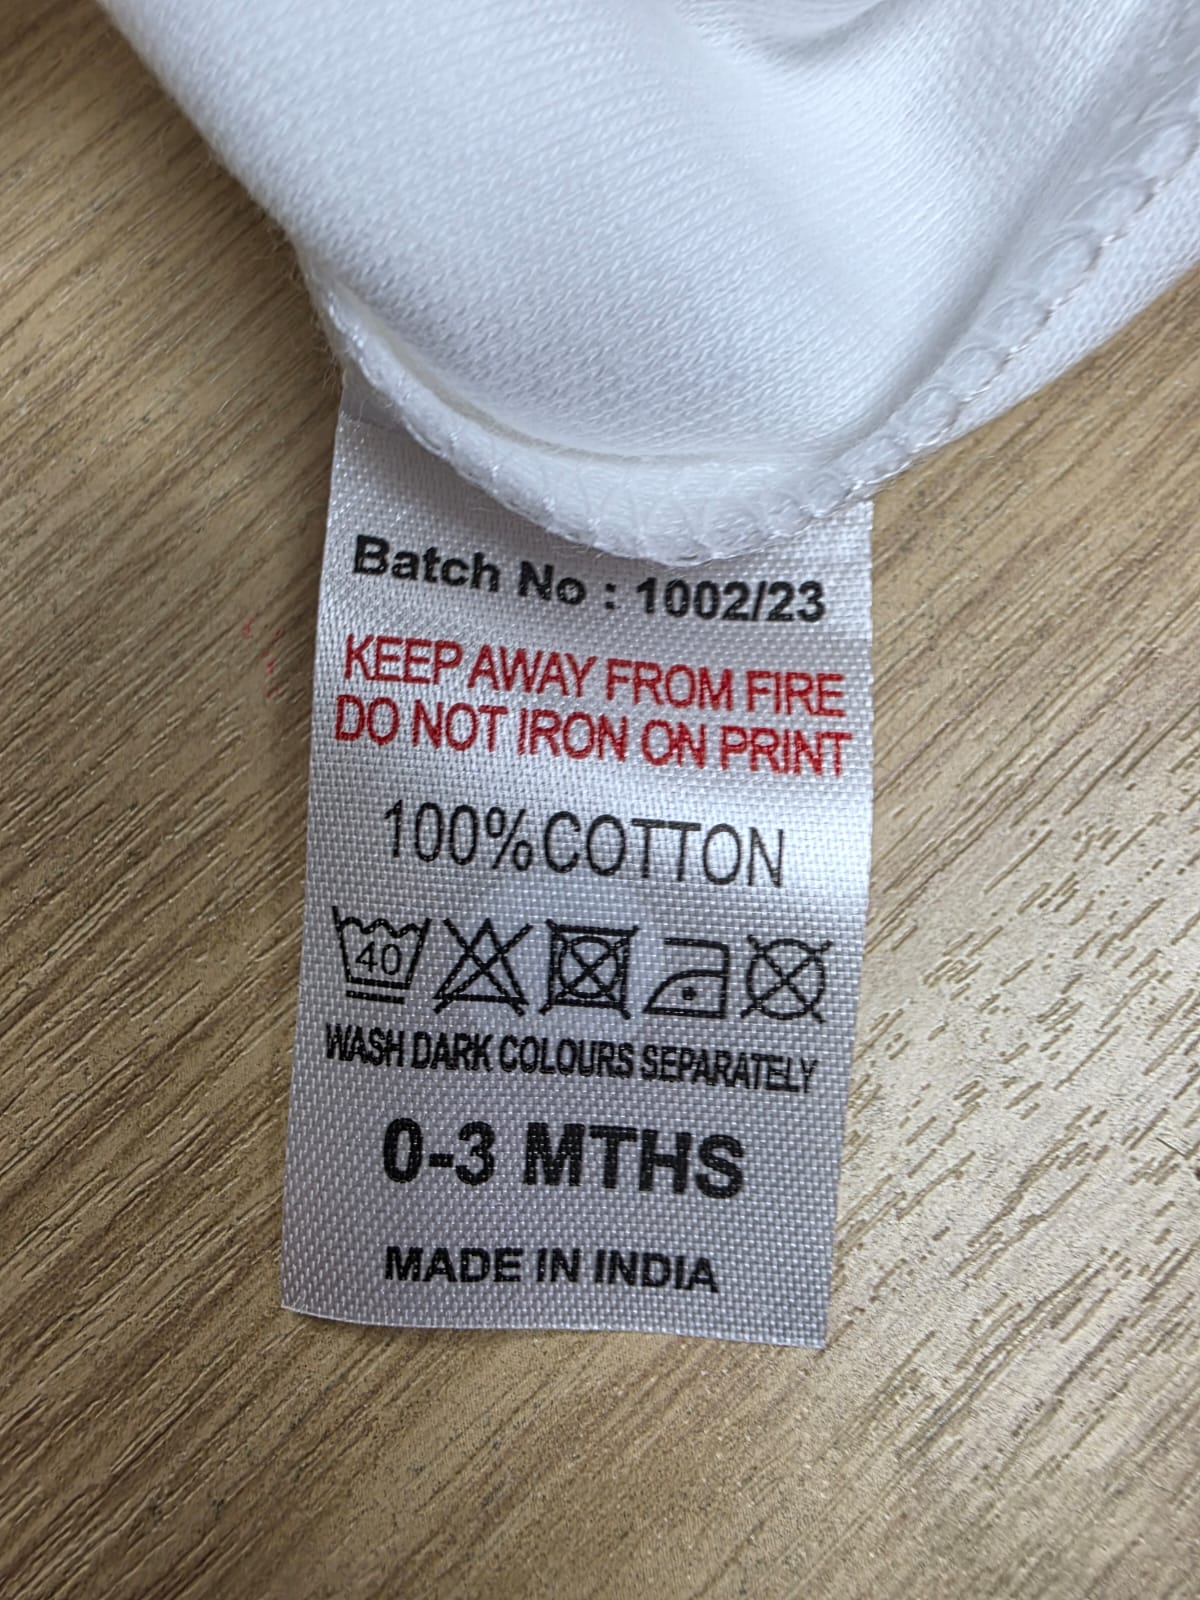 Batch No : 1002/23
KEEP AWAY FROM FIRE
DO NOT IRON ON PRINT
100%COTTON
40
WASH DARK COLOURS SEPARATELY
0-3 MTHS
MADE IN INDIA